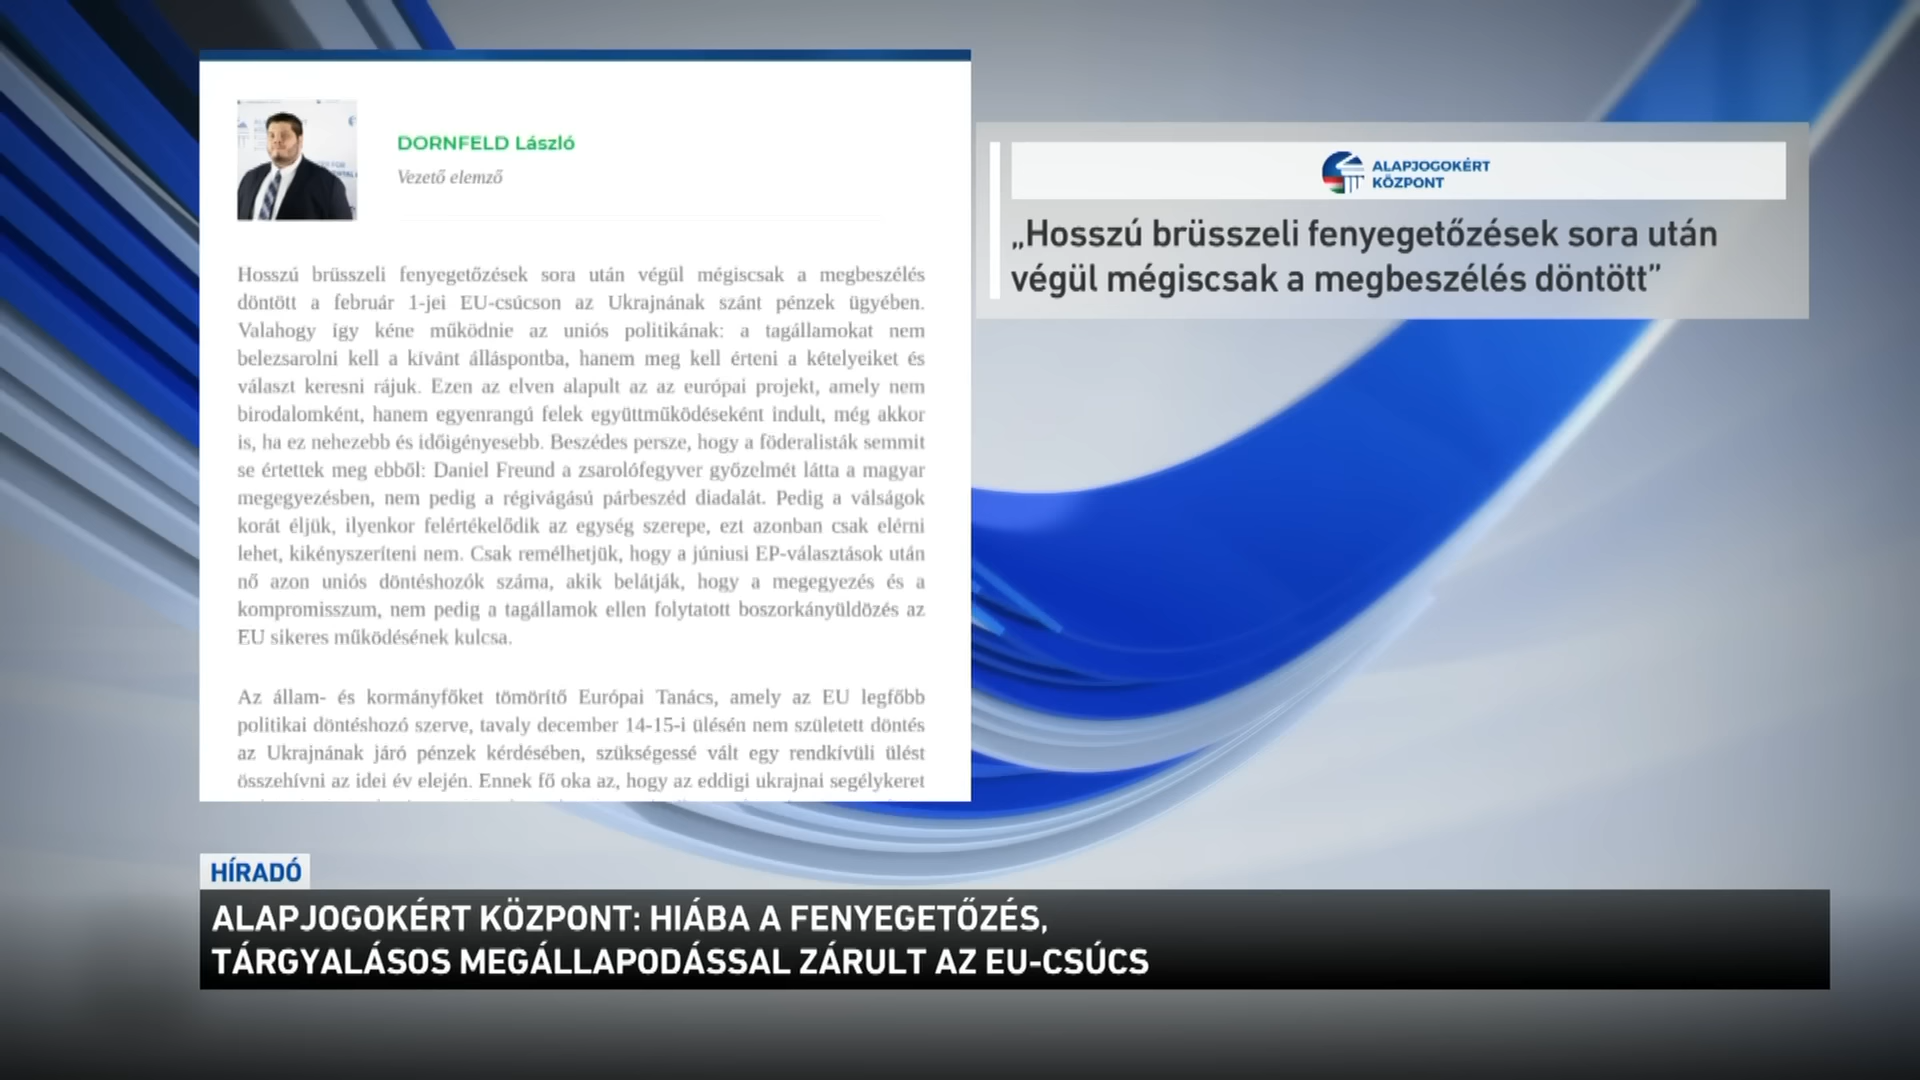 DORNFELD László
Vezető elemző
Hosszú brüsszeli fenyegetőzések sora után végül mégiscsak a megbeszélés
döntött a február 1-jei EU-csúcson az Ukrajnának szánt pénzek ügyében.
Valahogy így kéne működnie az uniós politikának: a tagállamokat nem
belezsarolni kell a kívánt álláspontba, hanem meg kell érteni a kételyeiket és
választ keresni rájuk. Ezen az elven alapult az az európai projekt, amely nem
birodalomként, hanem egyenrangú felek együttműködéseként indult, még akkor
is, ha ez nehezebb és időigényesebb. Beszédes persze, hogy a föderalisták semmit
se értettek meg ebből: Daniel Freund a zsarolófegyver győzelmét látta a magyar
megegyezésben, nem pedig a régivágású párbeszéd diadalát. Pedig a válságok
korát éljük, ilyenkor felértékelődik az egység szerepe, ezt azonban csak elérni
lehet, kikényszeríteni nem. Csak remélhetjük, hogy a júniusi EP-választások után
nő azon uniós döntéshozók száma, akik belátják, hogy a megegyezés és a
kompromisszum, nem pedig a tagállamok ellen folytatott boszorkányüldözés az
EU sikeres működésének kulcsa.
Az állam- és kormányfőket tömörítő Európai Tanács, amely az EU legfőbb
politikai döntéshozó szerve, tavaly december 14-15-i ülésén nem született döntés
az Ukrajnának járó pénzek kérdésében, szükségessé vált egy rendkívüli ülést
összehívni az idei év elején. Ennek fő oka az, hogy az eddigi ukrajnai segélykeret
ALAPJOGOKÉRT
KÖZPONT
„Hosszú brüsszeli fenyegetőzések sora után
végül mégiscsak a megbeszélés döntött”
HÍRADÓ
ALAPJOGOKÉRT KÖZPONT: HIÁBA A FENYEGETŐZÉS,
TÁRGYALÁSOS MEGÁLLAPODÁSSAL ZÁRULT AZ EU-CSÚCS